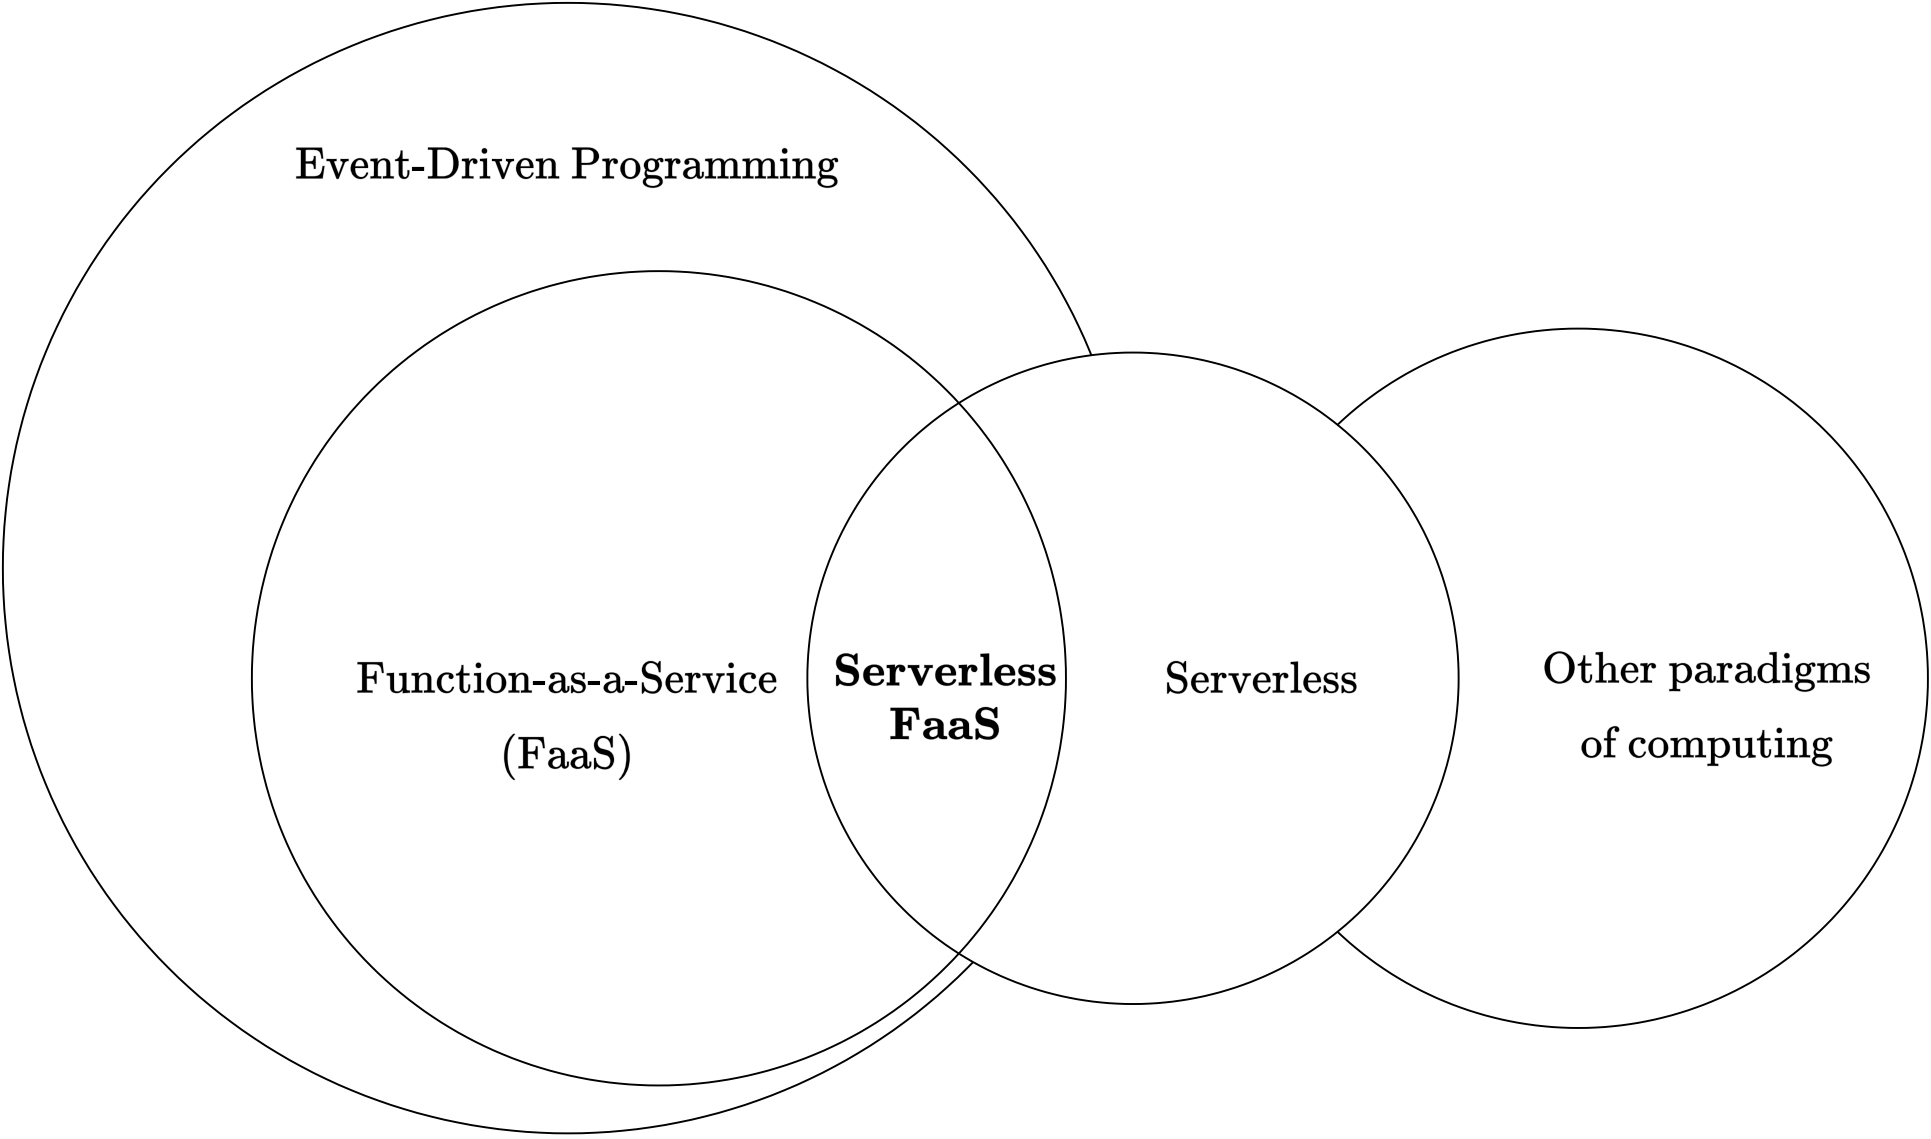 Event-Driven Programming
Function-as-a-Service
(FaaS)
Serverless
FaaS
Serverless
Other paradigms
of computing